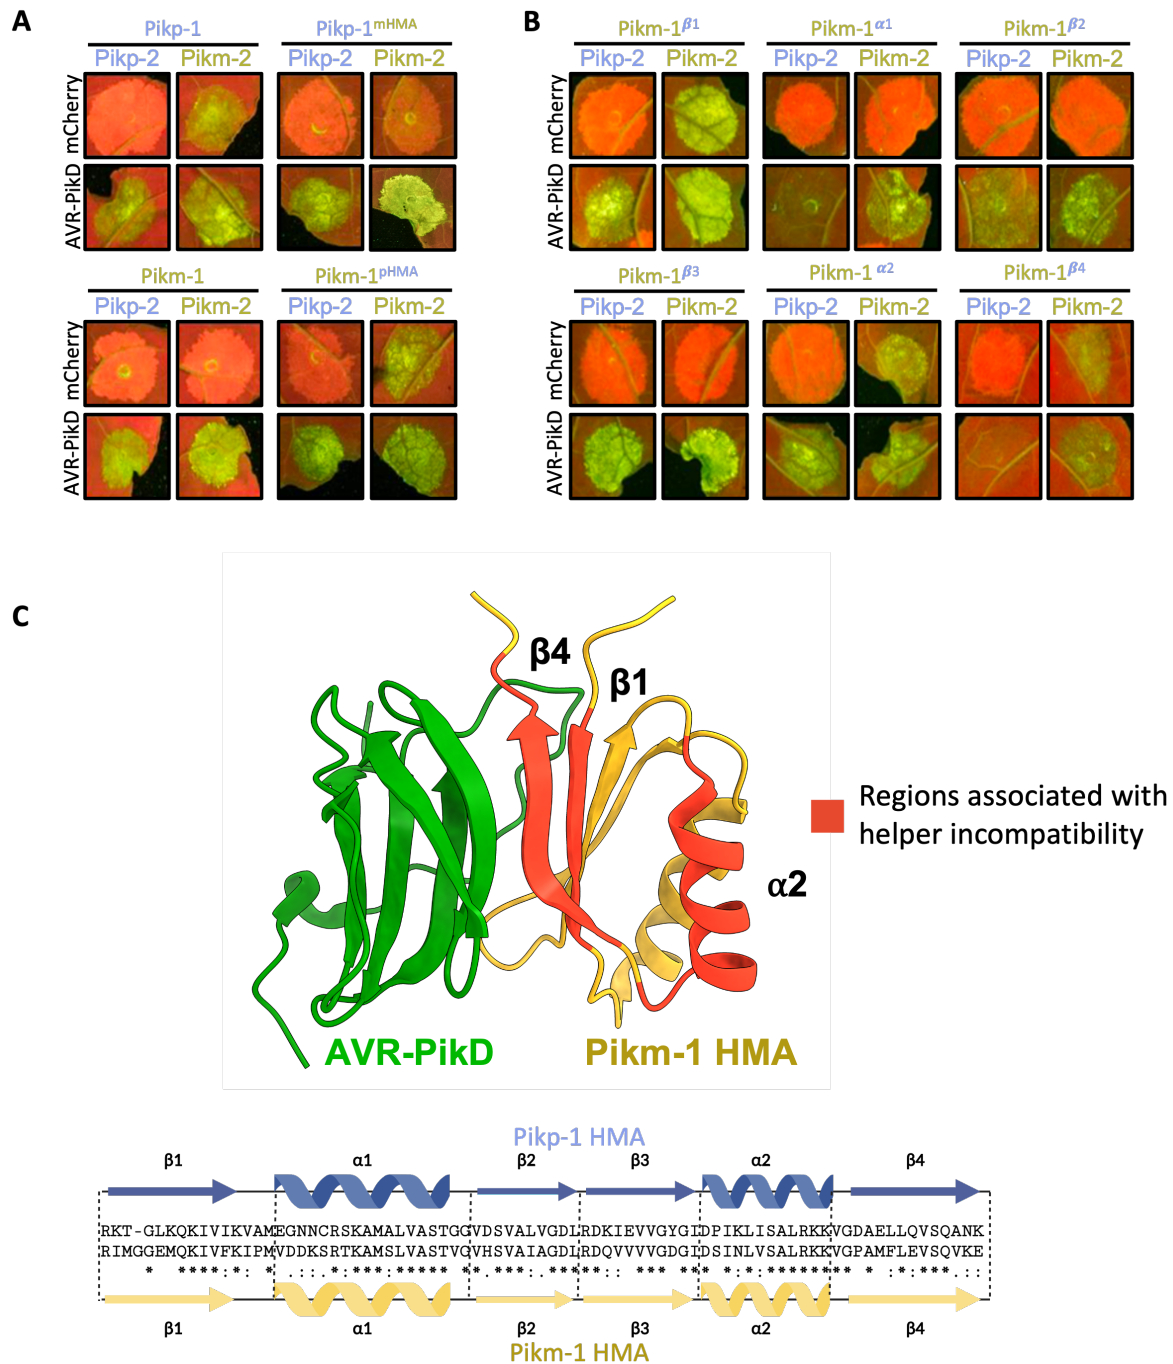 A
Pikp-1
Pikp-1mHMA
Pikp-2 Pikm-2 Pikp-2 Pikm-2
mCherry
AVR-PikD
Pikm-1
Pikm-1pHMA
Pikp-2 Pikm-2 Pikp-2 Pikm-2
mCherry
AVR-PikD
B
Pikm-1β1
Pikm-1α1
Pikm-1β2
Pikp-2 Pikm-2 Pikp-2 Pikm-2 Pikp-2 Pikm-2
mCherry
AVR-PikD
Pikm-1β3
Pikm-1 α2
Pikm-1β4
Pikp-2 Pikm-2 Pikp-2 Pikm-2 Pikp-2 Pikm-2
mCherry
AVR-PikD
C
β4
β1
α2
AVR-PikD
Pikm-1 HMA
Regions associated with
helper incompatibility
Pikp-1 HMA
β1 α1 β2 β3 α2 β4
RKT-GLKQKIVIKVAMEGNNCRSKAMALVASTGGVDSVALVGDLRDKIEVVGYGIDPIKLISALRKKVGDAELLQVSQANK
RIMGGEMQKIVFKIPMVDDKSRTKAMSLVASTVGVHSVAIAGDLRDQVVVVGDGIDSINLVSALRKKVGPAMFLEVSQVKE
β1 α1 β2 β3 α2 β4
Pikm-1 HMA